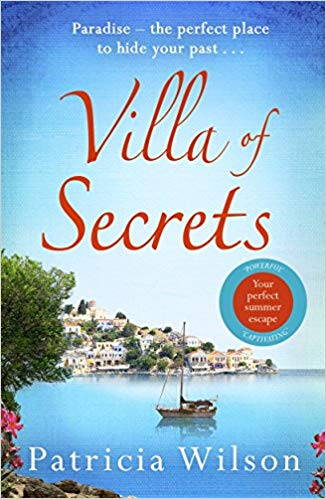 Paradise – the perfect place
to hide your past . . .
Villa of
Secrets
POWERFUL
Your
perfect
summer
escape
CAPTIVATING
Patricia Wilson